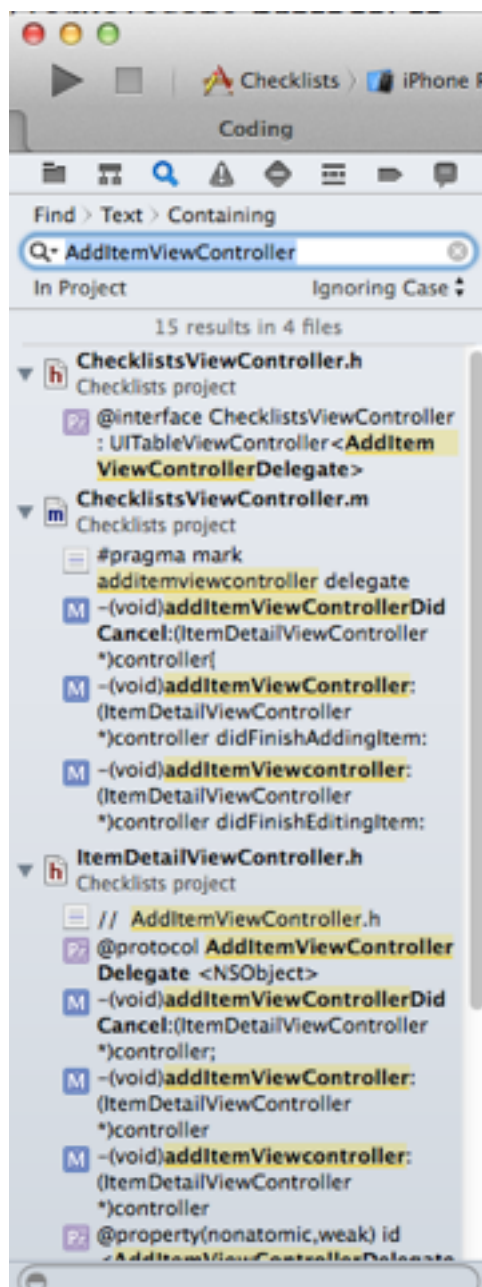 Checklists
iPhone
Coding
Find
Text
Containing
AddItemViewController
In Project
Ignoring Case
15 results in 4 files
ChecklistsViewController.h
Checklists project
@interface ChecklistsViewController
: UITableViewController<AddItem
ViewControllerDelegate>
ChecklistsViewController.m
Checklists project
#pragma mark
additemviewcontroller delegate
-(void)addItemViewControllerDid
Cancel:(ItemDetailViewController
*)controller{
-(void)addItemViewController:
(ItemDetailViewController
*)controller didFinishAddingItem:
-(void)addItemViewcontroller:
(ItemDetailViewController
*)controller didFinishEditingItem:
ItemDetailViewController.h
Checklists project
// AddItemViewController.h
@protocol AddItemViewController
Delegate <NSObject>
-(void)addItemViewControllerDid
Cancel:(ItemDetailViewController
*)controller;
-(void)addItemViewController:
(ItemDetailViewController
*)controller
-(void)addItemViewcontroller:
(ItemDetailViewController
*)controller
@property(nonatomic,weak) id
<AddItemViewControllerDelegate